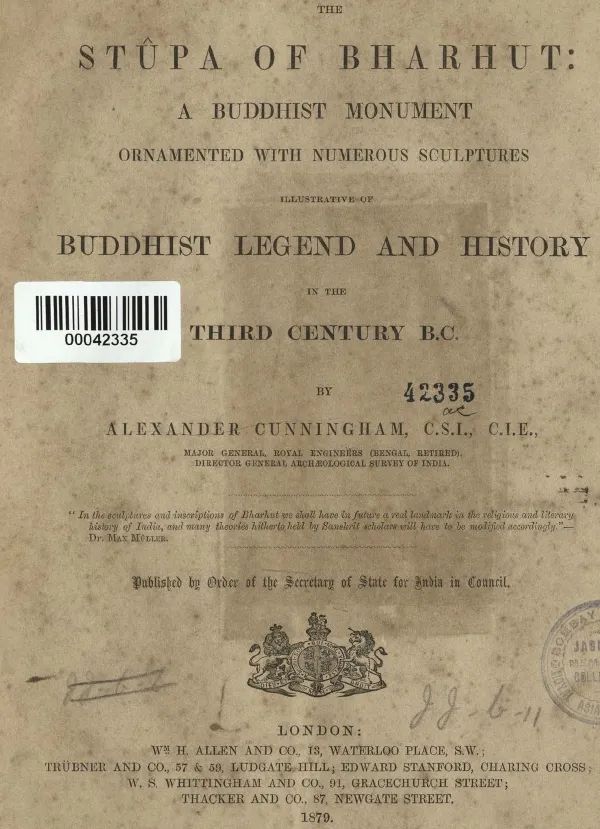 THE
STÛPA OF BHARHUT:
A BUDDHIST MONUMENT
ORNAMENTED WITH NUMEROUS SCULPTURES
ILLUSTRATIVE OF
BUDDHIST LEGEND AND HISTORY
IN THE
THIRD CENTURY B.C.
00042335
BY
42335
ALEXANDER CUNNINGHAM, C.S.I., C.I.E.,
MAJOR GENERAL, ROYAL ENGINEERS (BENGAL, RETIRED),
DIRECTOR GENERAL ARCHÆOLOGICAL SURVEY OF INDIA.
"In the sculptures and inscriptions of Bharhut we shall have in future a real landmark in the religious and literary
history of India, and many theories hitherto held by Sanskrit scholars will have to be modified accordingly."—
DR. MAX MÜLLER.
Published by Order of the Secretary of State for India in Council.
BOMBAY
ASIA
LONDON:
WM H. ALLEN AND CO., 13, WATERLOO PLACE, S.W.;
TRÜBNER AND CO., 57 & 59, LUDGATE HILL; EDWARD STANFORD, CHARING CROSS;
W. S. WHITTINGHAM AND CO., 91, GRACECHURCH STREET;
THACKER AND CO., 87, NEWGATE STREET.
1879.